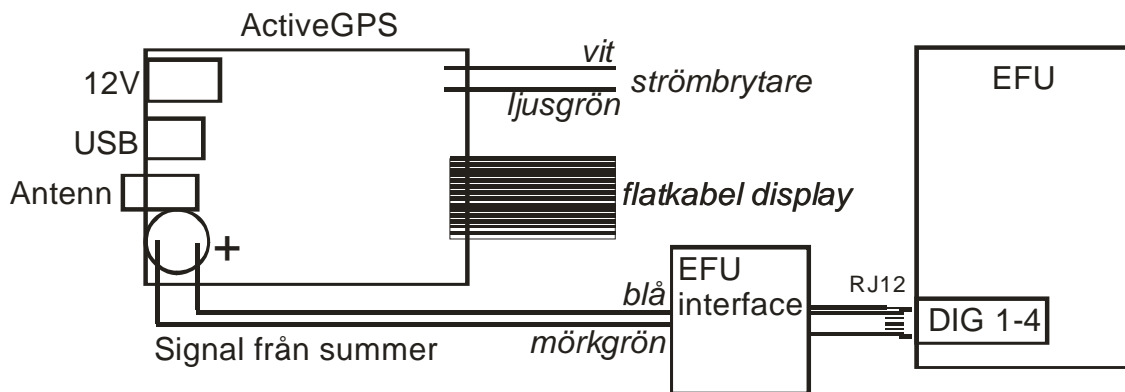 ActiveGPS
12V
USB
Antenn
+
vit
strömbrytare
ljusgrön
flatkabel display
EFU
EFU
interface
RJ12
DIG 1-4
blå
mörkgrön
Signal från summer